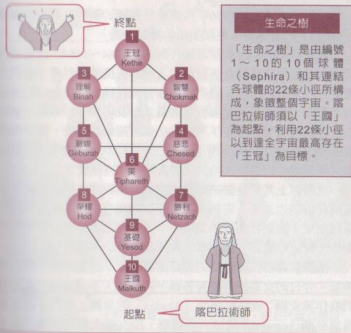 終點
1
王冠
Kethe
3
理解
Binah
2
智慧
Chokmah
5
嚴峻
Geburah
4
慈悲
Chesed
6
美
Tiphareth
8
榮耀
Hod
7
勝利
Netzach
9
基礎
Yesod
10
王國
Malkuth
起點
喀巴拉術師
生命之樹
「生命之樹」是由編號
1～10的10個球體
（Sephira）和其連結
各球體的22條小徑所構
成，象徵整個宇宙。喀
巴拉術師須以「王國」
為起點，利用22條小徑
以到達全宇宙最高存在
「王冠」為目標。